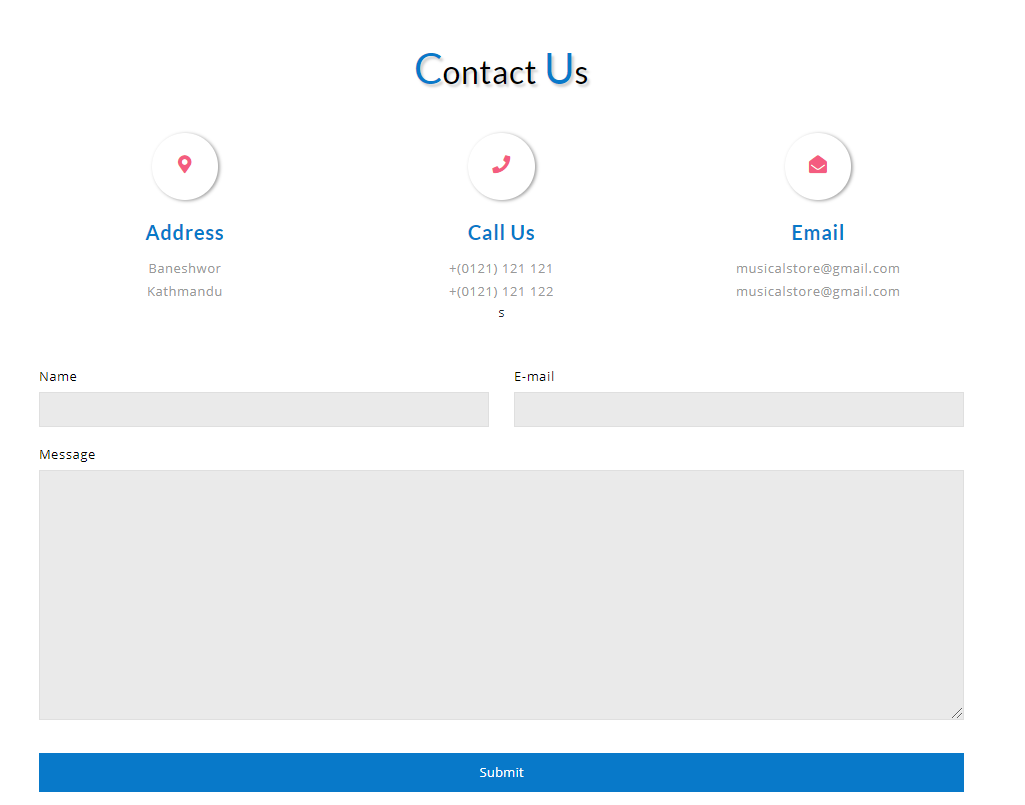 Contact Us
Address
Baneshwor
Kathmandu
Call Us
+(0121) 121 121
+(0121) 121 122
s
Email
musicalstore@gmail.com
musicalstore@gmail.com
Name
E-mail
Message
Submit